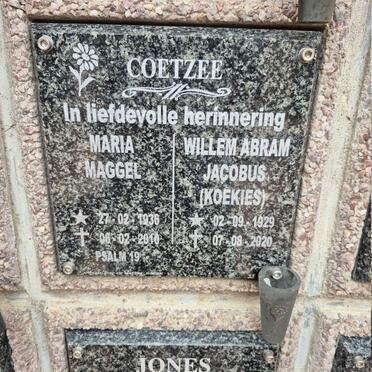 COETZEE
In liefdevolle herinnering
MARIA
MAGGEL
27-02-1936
06-02-2010
PSALM 19
WILLEM ABRAM
JACOBUS
(KOEKIES)
02-09-1929
07-08-2020
JONES